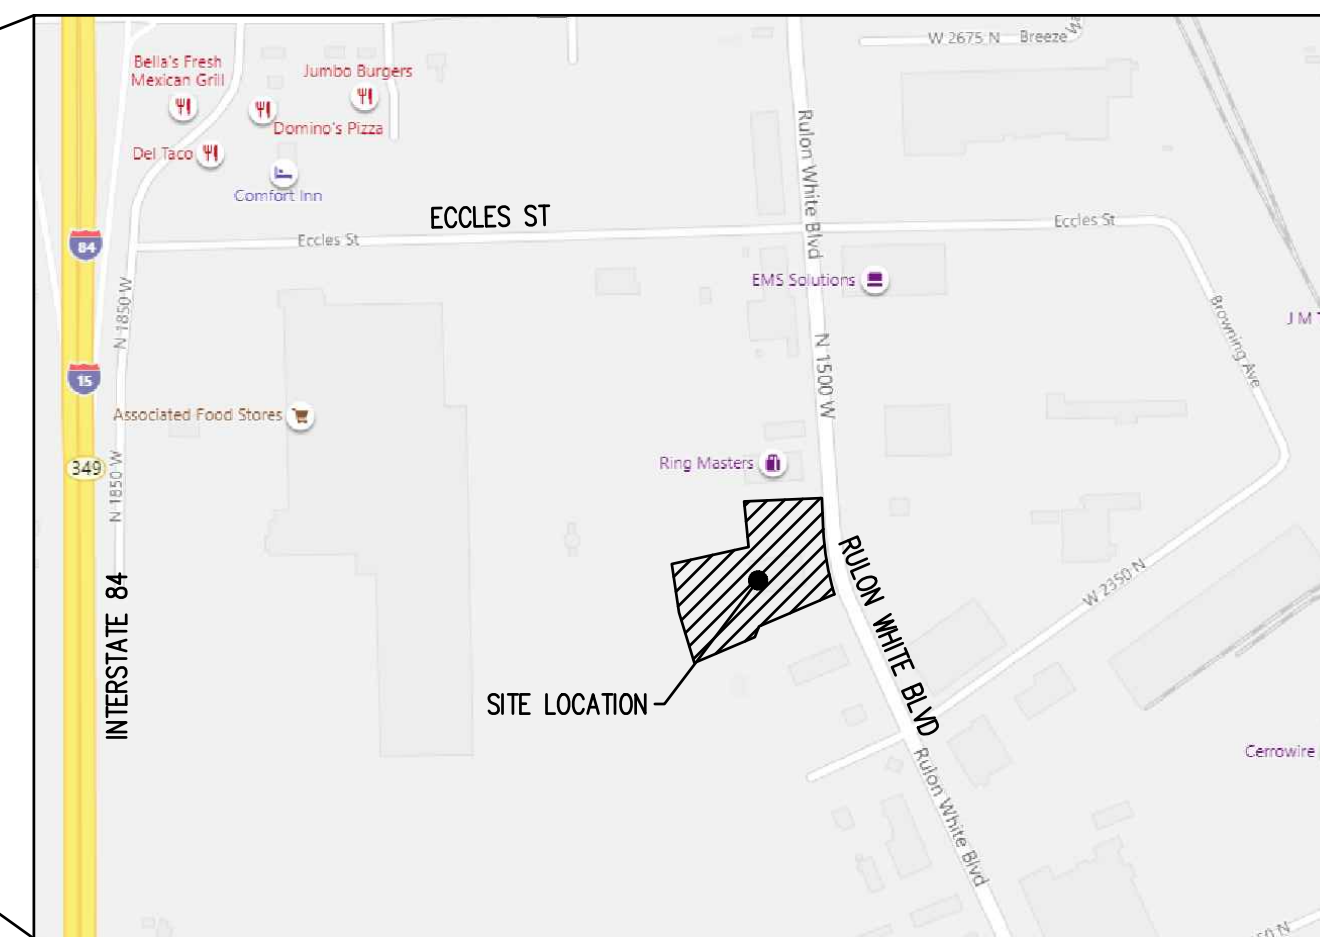 W 2675 N
Breeze
Bella's Fresh
Mexican Grill
Jumbo Burgers
Domino's Pizza
Del Taco
Comfort Inn
Rulon White Blvd
ECCLES ST
Eccles St
Eccles St
84
EMS Solutions
N 1850 W
Browning Ave
J M
N 1500 W
15
Associated Food Stores
349
N 1850 W
Ring Masters
RULON WHITE BLVD
W 2350 N
INTERSTATE 84
SITE LOCATION
Cerrowire
Rulon White Blvd